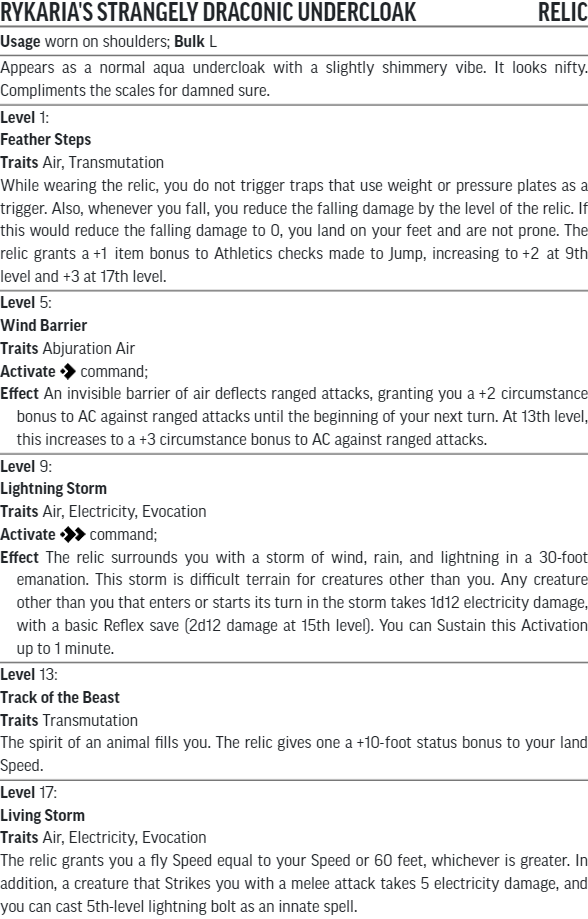 RYKARIA'S STRANGELY DRACONIC UNDERCLOAK RELIC
Usage worn on shoulders; Bulk L
Appears as a normal aqua undercloak with a slightly shimmery vibe. It looks nifty.
Compliments the scales for damned sure.
Level 1:
Feather Steps
Traits Air, Transmutation
While wearing the relic, you do not trigger traps that use weight or pressure plates as a
trigger. Also, whenever you fall, you reduce the falling damage by the level of the relic. If
this would reduce the falling damage to 0, you land on your feet and are not prone. The
relic grants a +1 item bonus to Athletics checks made to Jump, increasing to +2 at 9th
level and +3 at 17th level.
Level 5:
Wind Barrier
Traits Abjuration Air
Activate command;
Effect An invisible barrier of air deflects ranged attacks, granting you a +2 circumstance
bonus to AC against ranged attacks until the beginning of your next turn. At 13th level,
this increases to a +3 circumstance bonus to AC against ranged attacks.
Level 9:
Lightning Storm
Traits Air, Electricity, Evocation
Activate command;
Effect The relic surrounds you with a storm of wind, rain, and lightning in a 30-foot
emanation. This storm is difficult terrain for creatures other than you. Any creature
other than you that enters or starts its turn in the storm takes 1d12 electricity damage,
with a basic Reflex save (2d12 damage at 15th level). You can Sustain this Activation
up to 1 minute.
Level 13:
Track of the Beast
Traits Transmutation
The spirit of an animal fills you. The relic gives one a +10-foot status bonus to your land
Speed.
Level 17:
Living Storm
Traits Air, Electricity, Evocation
The relic grants you a fly Speed equal to your Speed or 60 feet, whichever is greater. In
addition, a creature that Strikes you with a melee attack takes 5 electricity damage, and
you can cast 5th-level lightning bolt as an innate spell.